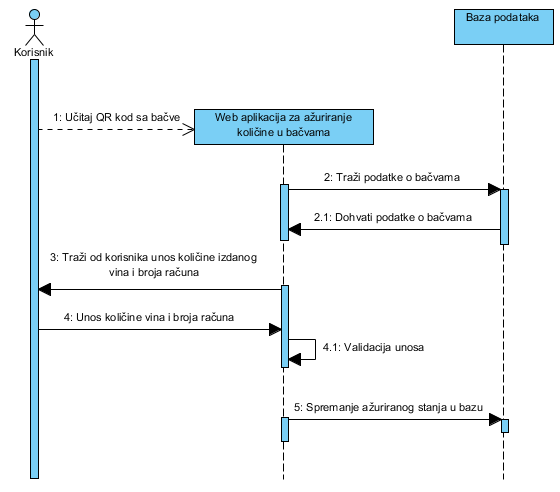 Korisnik
Baza podataka
1: Učitaj QR kod sa bačve
Web aplikacija za ažuriranje
količine u bačvama
2: Traži podatke o bačvama
2.1: Dohvati podatke o bačvama
3: Traži od korisnika unos količine izdanog
vina i broja računa
4: Unos količine vina i broja računa
4.1: Validacija unosa
5: Spremanje ažuriranog stanja u bazu